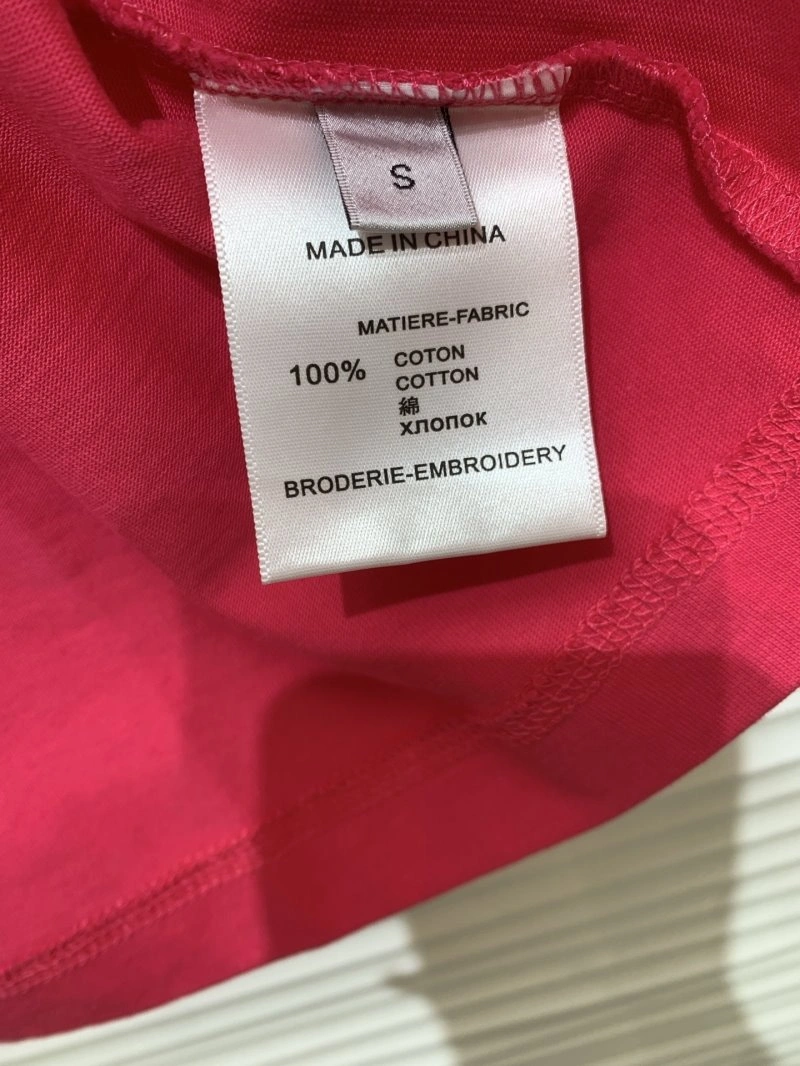 S
MADE IN CHINA
MATIERE-FABRIC
100% COTON
COTTON
綿
хлопок
BRODERIE-EMBROIDERY